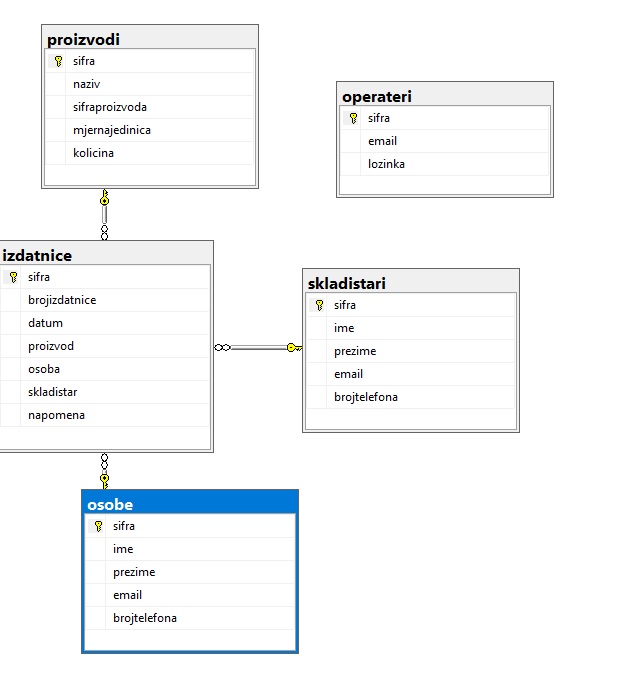 proizvodi
sifra
naziv
sifraproizvoda
mjernajedinica
kolicina
operateri
sifra
email
lozinka
izdatnice
sifra
brojizdatnice
datum
proizvod
osoba
skladistar
napomena
skladistari
sifra
ime
prezime
email
brojtelefona
osobe
sifra
ime
prezime
email
brojtelefona